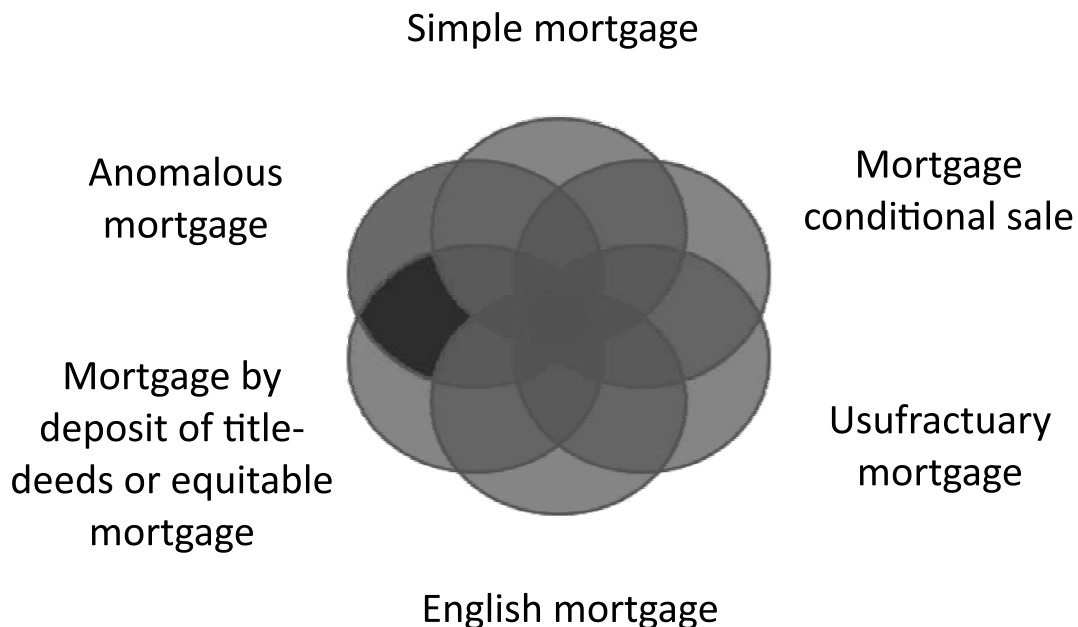 Simple mortgage
Anomalous
mortgage
Mortgage
conditional sale
Mortgage by
deposit of title-
deeds or equitable
mortgage
Usufractuary
mortgage
English mortgage